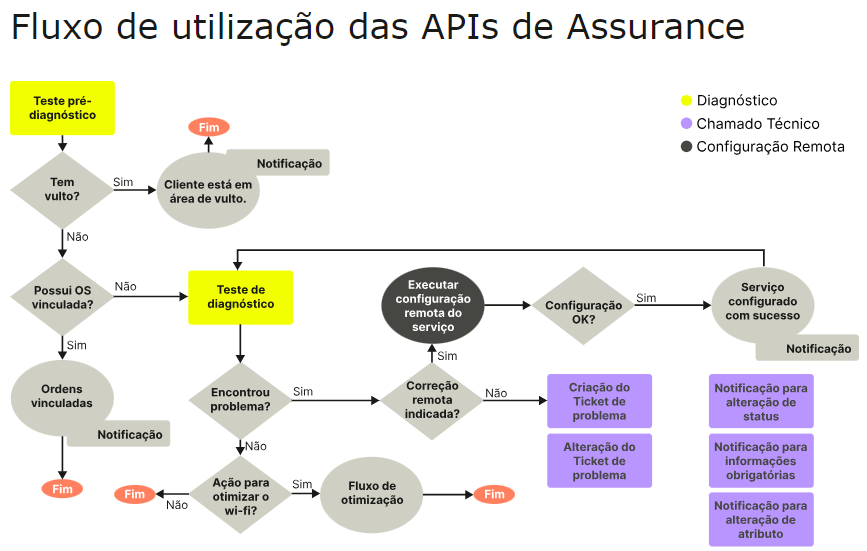 Fluxo de utilização das APIs de Assurance
Teste pré-
diagnóstico
Diagnóstico
Chamado Técnico
Configuração Remota
Fim
Notificação
Tem
vulto?
Sim
Cliente está em
área de vulto.
Não
Possui OS
vinculada?
Não
Teste de
diagnóstico
Executar
configuração
remota do
serviço
Configuração
OK?
Sim
Serviço
configurado
com sucesso
Notificação
Sim
Sim
Ordens
vinculadas
Notificação
Encontrou
problema?
Sim
Correção
remota
indicada?
Não
Criação do
Ticket de
problema
Notificação para
alteração de
status
Não
Alteração do
Ticket de
problema
Notificação para
informações
obrigatórias
Fim
Fim
Não
Ação para
otimizar o
wi-fi?
Sim
Fluxo de
otimização
Fim
Notificação para
alteração de
atributo